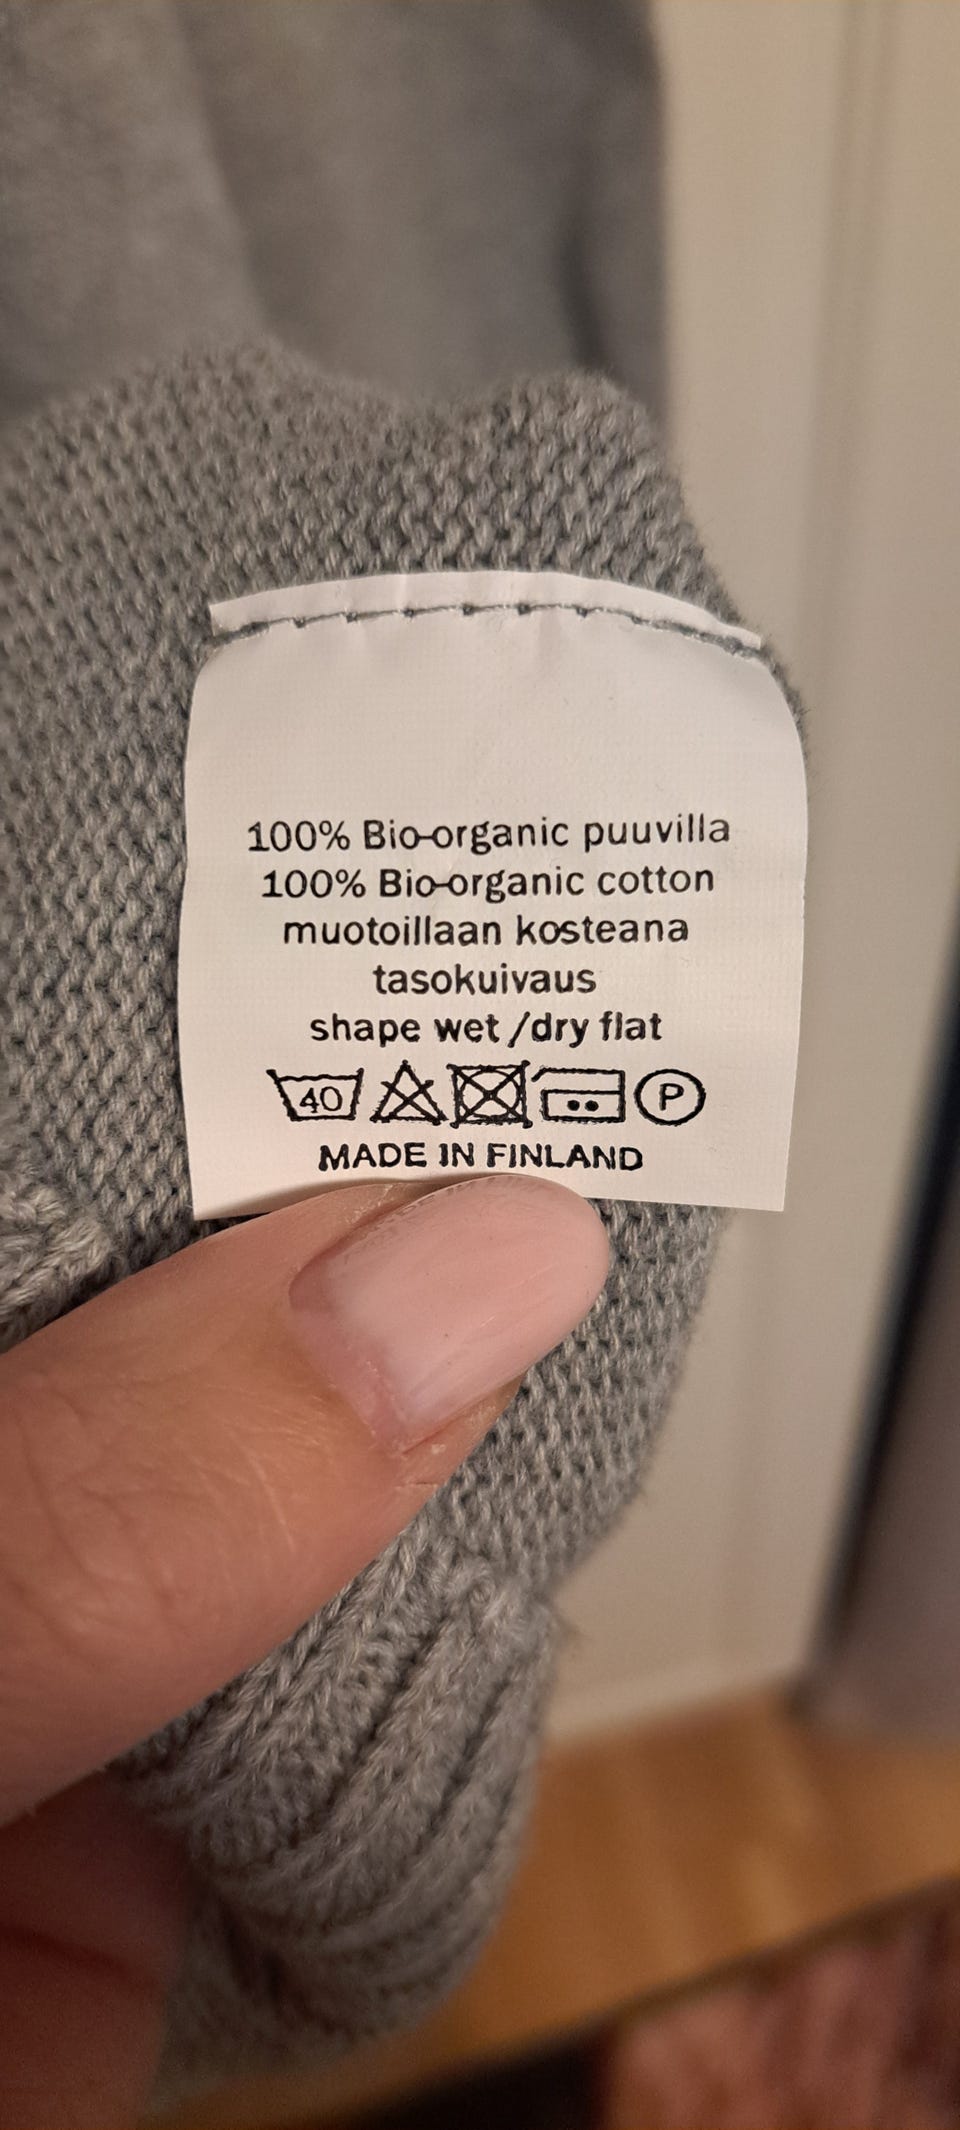 100% Bio-organic puuvilla
100% Bio-organic cotton
muotoillaan kosteana
tasokuivaus
shape wet /dry flat
40 P
MADE IN FINLAND